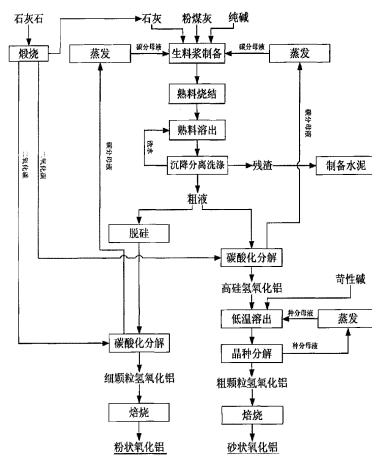 石灰石
石灰
粉煤灰
纯碱
煅烧
蒸发
碳分母液
生料浆制备
碳分母液
蒸发
熟料烧结
熟料溶出
洗水
沉降分离洗涤
残渣
制备水泥
二氧化碳
二氧化碳
碳分母液
碳分母液
粗液
脱硅
碳酸化分解
高硅氢氧化铝
苛性碱
低温溶出
种分母液
蒸发
碳酸化分解
晶种分解
种分母液
细颗粒氢氧化铝
粗颗粒氢氧化铝
焙烧
焙烧
粉状氧化铝
砂状氧化铝